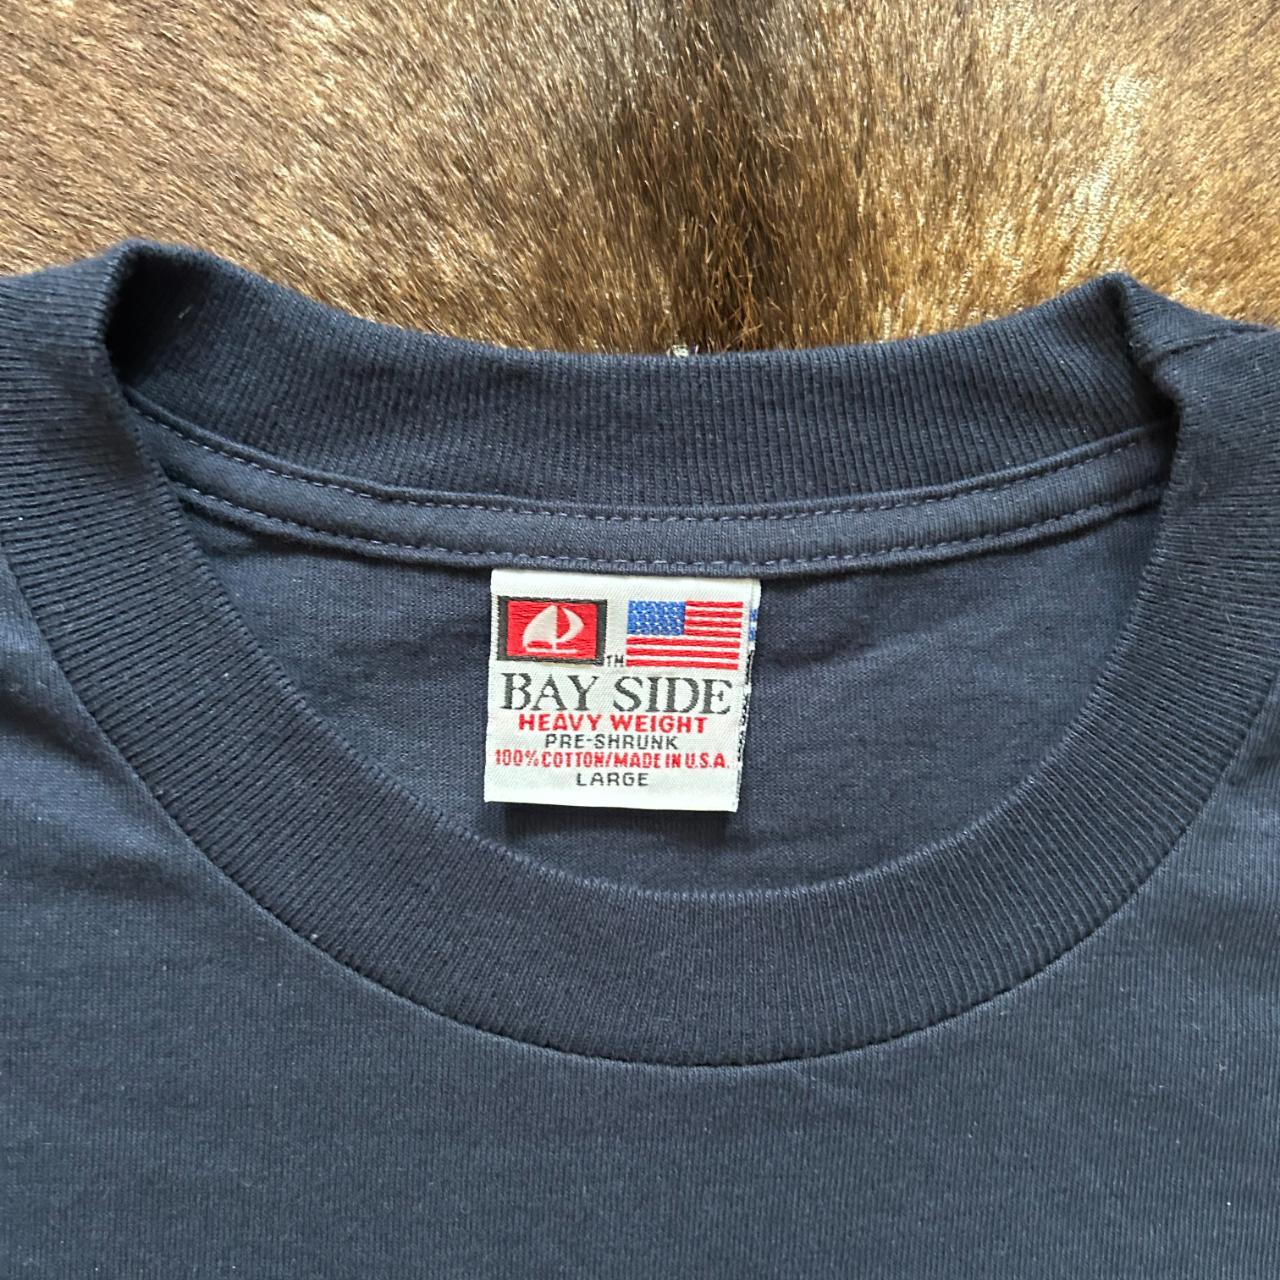 TM
BAY SIDE
HEAVY WEIGHT
PRE-SHRUNK
100% COTTON/MADE IN U.S.A.
LARGE